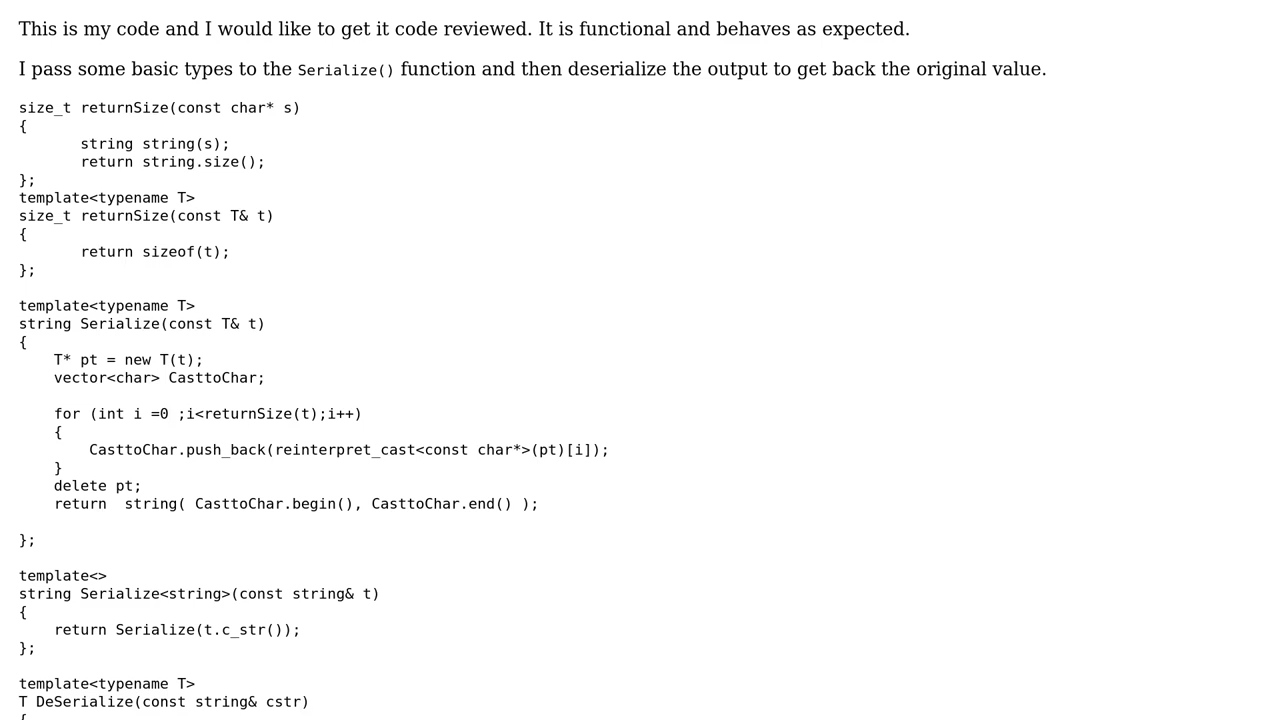 This is my code and I would like to get it code reviewed. It is functional and behaves as expected.
I pass some basic types to the Serialize() function and then deserialize the output to get back the original value.
size_t returnSize(const char* s)
{
       string string(s);
       return string.size();
};
template<typename T>
size_t returnSize(const T& t)
{
       return sizeof(t);
};

template<typename T>
string Serialize(const T& t)
{
    T* pt = new T(t);
    vector<char> CasttoChar;

    for (int i =0 ;i<returnSize(t);i++)
    {
        CasttoChar.push_back(reinterpret_cast<const char*>(pt)[i]);
    }
    delete pt;
    return  string( CasttoChar.begin(), CasttoChar.end() );

};

template<>
string Serialize<string>(const string& t)
{
    return Serialize(t.c_str());
};

template<typename T>
T DeSerialize(const string& cstr)
{